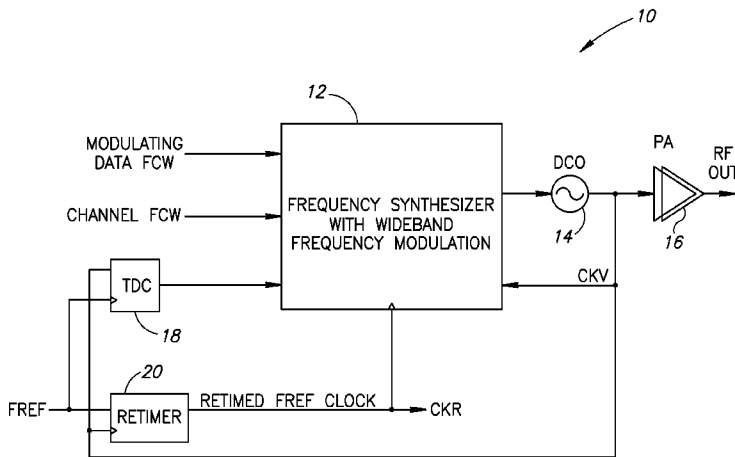 10
12
MODULATING
DATA FCW
CHANNEL FCW
FREQUENCY SYNTHESIZER
WITH WIDEBAND
FREQUENCY MODULATION
DCO
14
PA
RF
OUT
16
CKV
TDC
18
20
FREF
RETIMER
RETIMED FREF CLOCK
CKR